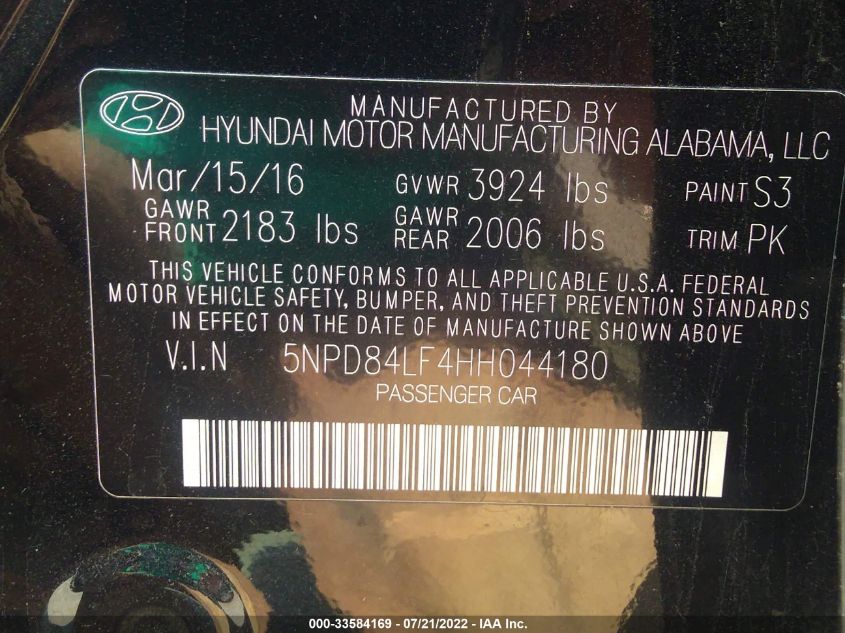 MANUFACTURED BY
HYUNDAI MOTOR MANUFACTURING ALABAMA, LLC
Mar/15/16 GVWR 3924 lbs PAINT S3
GAWR FRONT 2183 lbs GAWR REAR 2006 lbs TRIM PK
THIS VEHICLE CONFORMS TO ALL APPLICABLE U.S.A. FEDERAL
MOTOR VEHICLE SAFETY, BUMPER, AND THEFT PREVENTION STANDARDS
IN EFFECT ON THE DATE OF MANUFACTURE SHOWN ABOVE
V.I.N 5NPD84LF4HH044180
PASSENGER CAR
000-33584169 - 07/21/2022 - IAA Inc.